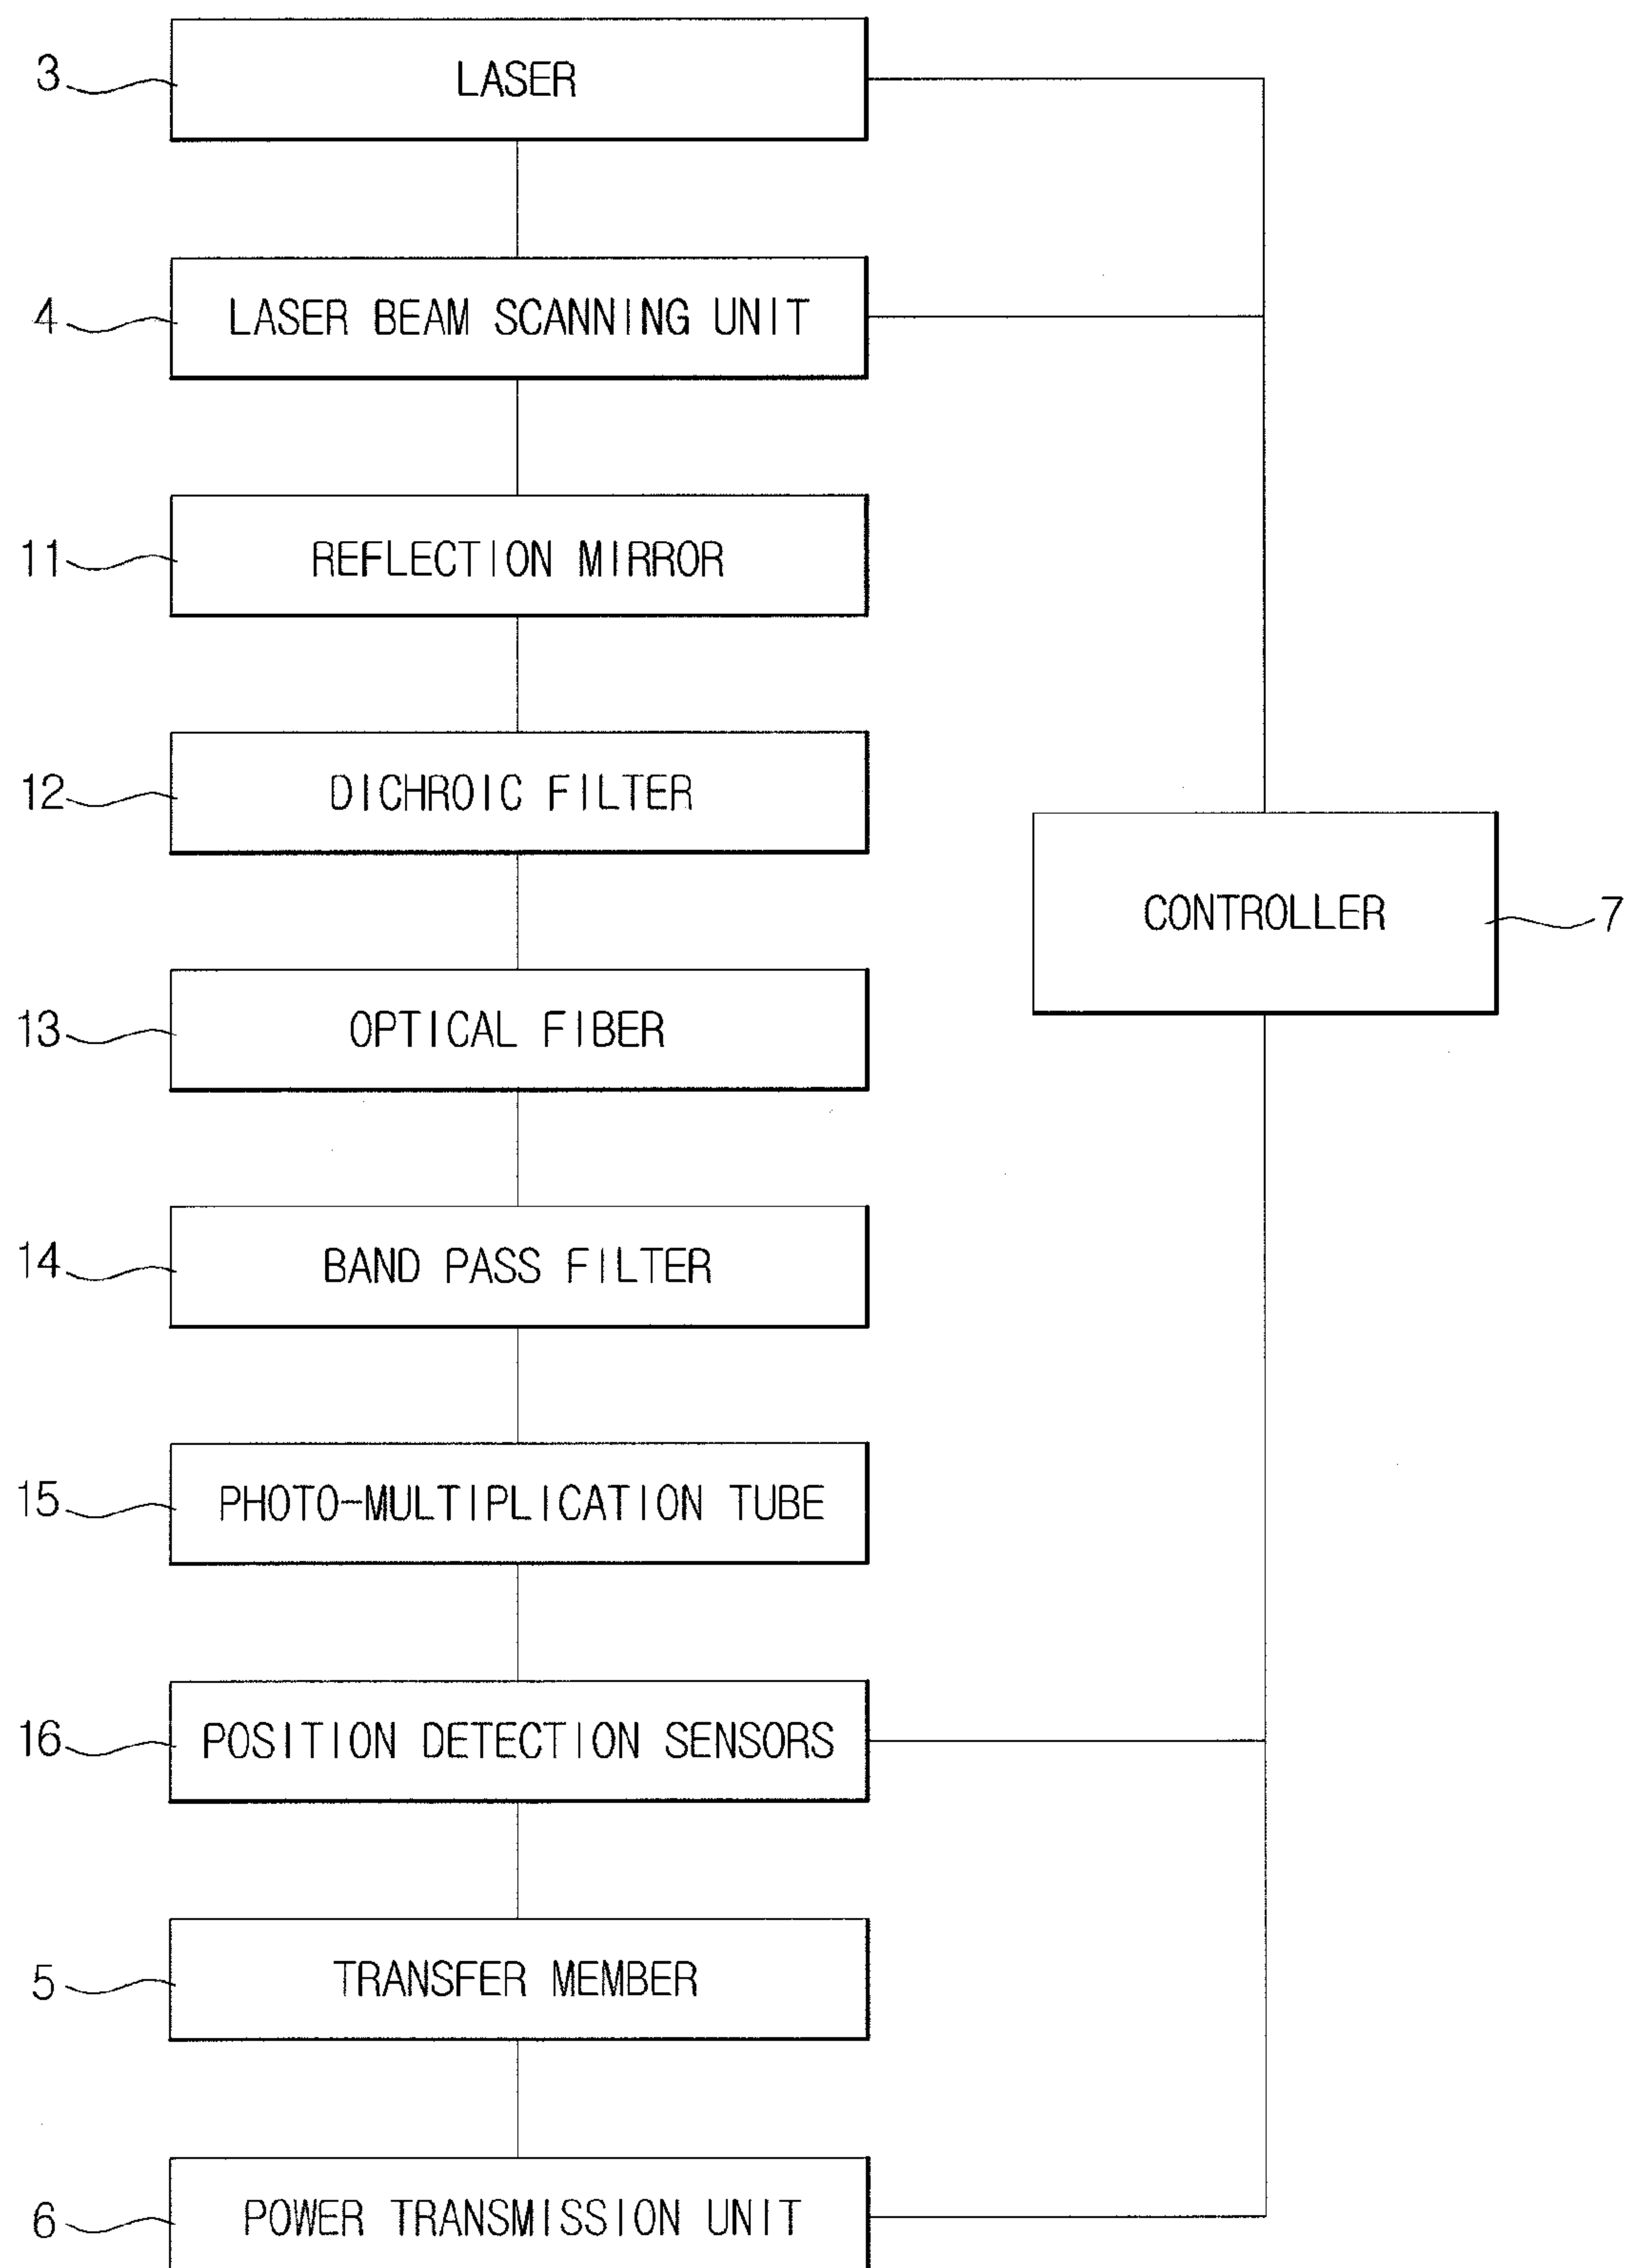 3 LASER
4 LASER BEAM SCANNING UNIT
11 REFLECTION MIRROR
12 DICHROIC FILTER
CONTROLLER 7
13 OPTICAL FIBER
14 BAND PASS FILTER
15 PHOTO-MULTIPLICATION TUBE
16 POSITION DETECTION SENSORS
5 TRANSFER MEMBER
6 POWER TRANSMISSION UNIT